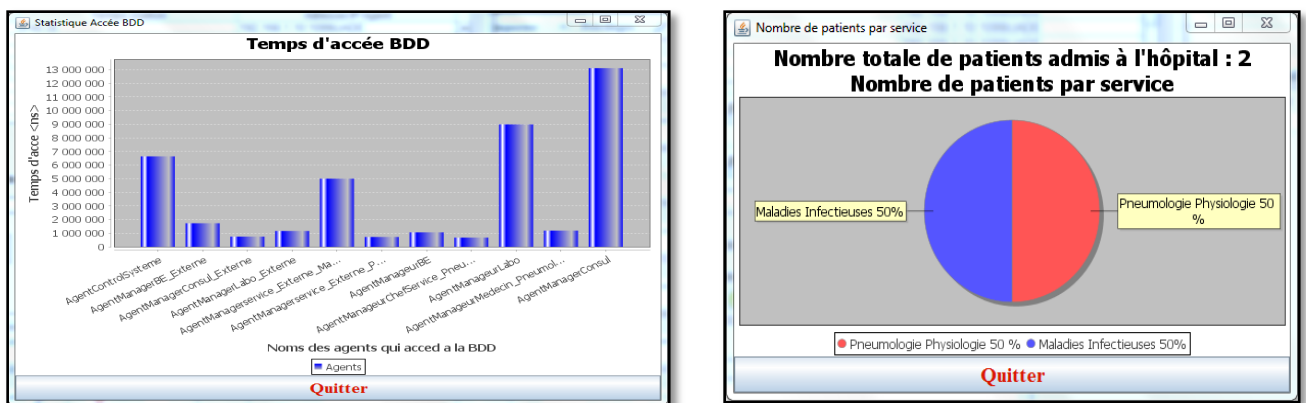 Statistique Accée BDD
Temps d'accée BDD
13 000 000
12 000 000
11 000 000
10 000 000
9 000 000
8 000 000
7 000 000
6 000 000
5 000 000
4 000 000
3 000 000
2 000 000
1 000 000
0
Temps d'acce <ns>
AgentControlSysteme
AgentManagerBE_Externe
AgentManagerConsul_Externe
AgentManagerLabo_Externe
AgentManagerservice_Externe_Ma...
AgentManagerservice_Externe_P...
AgentManageurBE
AgentManageurChefService_Pneu...
AgentManageurLabo
AgentManageurMedecin_Pneumol...
AgentManagerConsul
Noms des agents qui acced a la BDD
Agents
Quitter
Nombre de patients par service
Nombre totale de patients admis à l'hôpital : 2
Nombre de patients par service
Maladies Infectieuses 50%
Pneumologie Physiologie 50
%
Pneumologie Physiologie 50 % Maladies Infectieuses 50%
Quitter